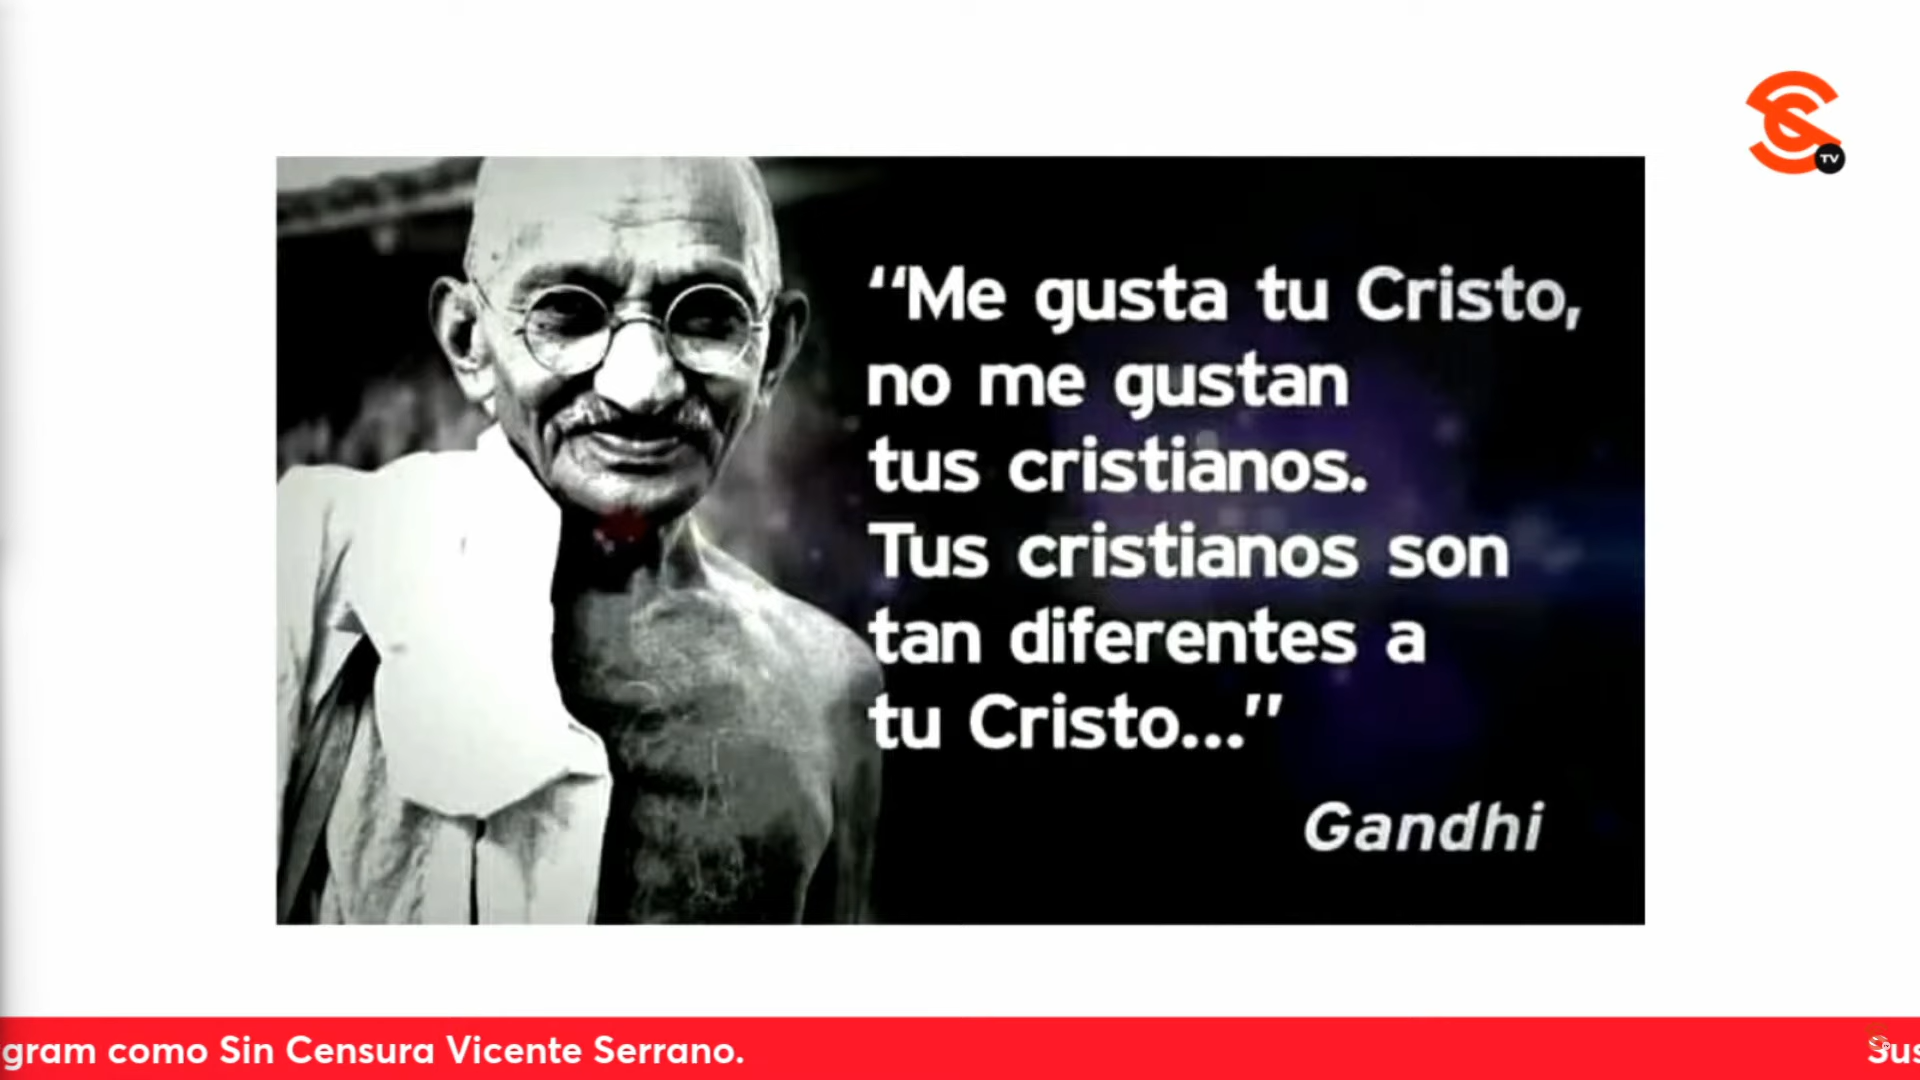 TV
“Me gusta tu Cristo,
no me gustan
tus cristianos.
Tus cristianos son
tan diferentes a
tu Cristo...”
Gandhi
gram como Sin Censura Vicente Serrano.
Sus